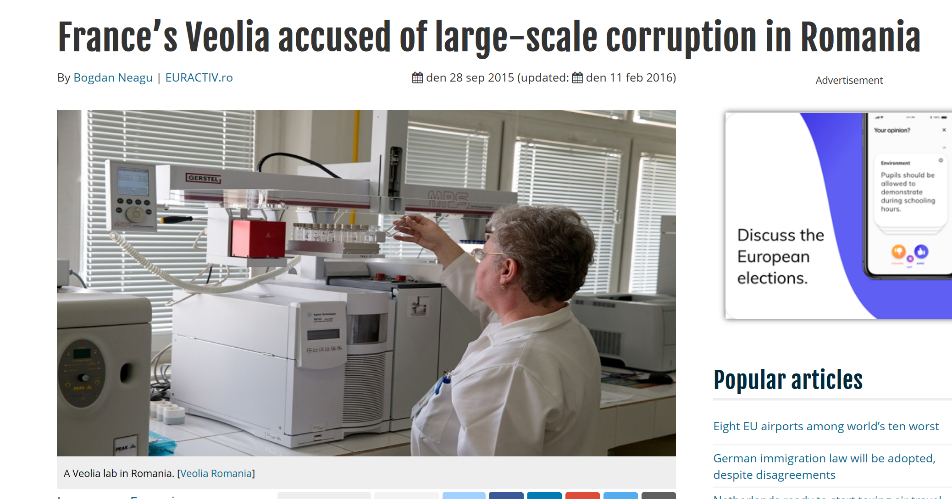 France's Veolia accused of large-scale corruption in Romania
By Bogdan Neagu | EURACTIV.ro
den 28 sep 2015 (updated: den 11 feb 2016)
GERSTEL
MPS
A Veolia lab in Romania. [Veolia Romania]
Advertisement
Your opinion?
Environment
Pupils should be
allowed to
demonstrate
during schooling
hours.
Discuss the
European
elections.
Popular articles
Eight EU airports among world's ten worst
German immigration law will be adopted,
despite disagreements